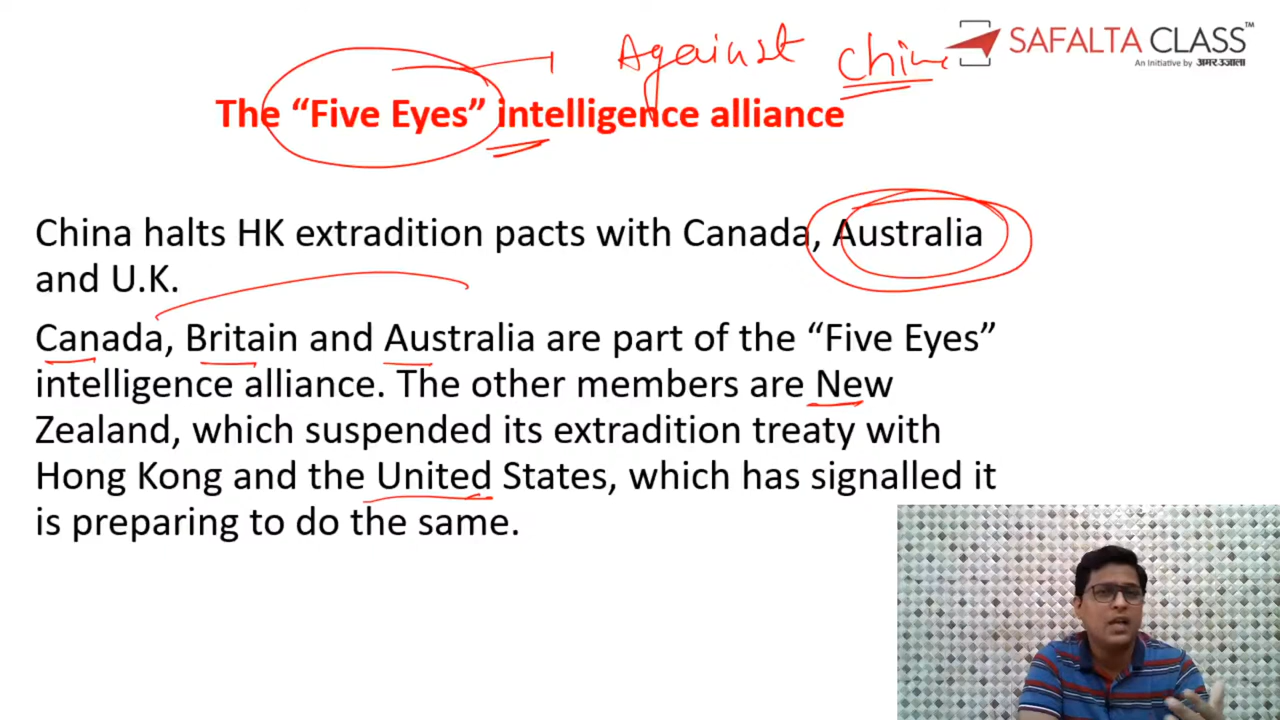 Against China
SAFALTA CLASS™
An Initiative by अमर उजाला
The “Five Eyes” intelligence alliance
China halts HK extradition pacts with Canada, Australia
and U.K.
Canada, Britain and Australia are part of the “Five Eyes”
intelligence alliance. The other members are New
Zealand, which suspended its extradition treaty with
Hong Kong and the United States, which has signalled it
is preparing to do the same.